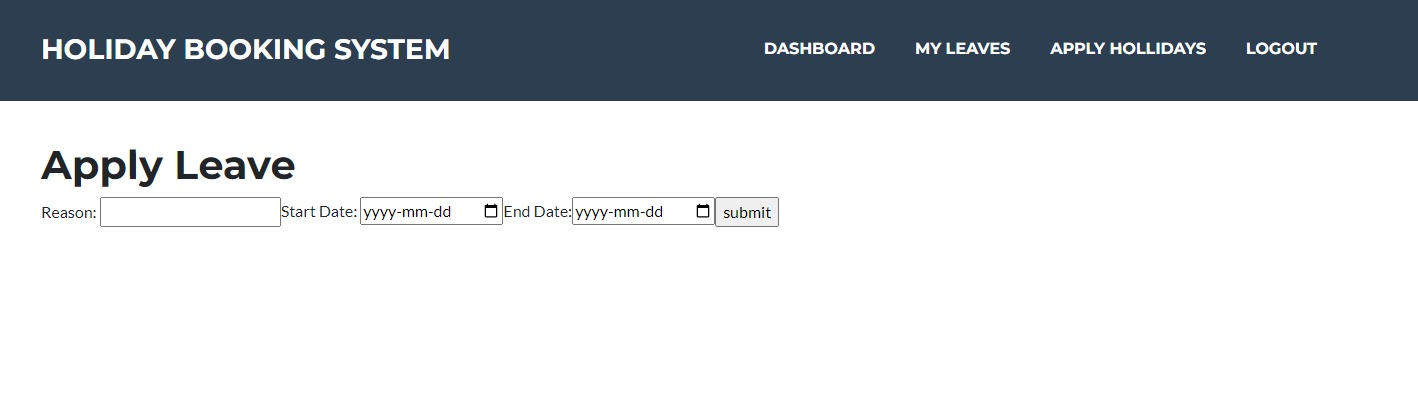 HOLIDAY BOOKING SYSTEM DASHBOARD MY LEAVES APPLY HOLLIDAYS LOGOUT
Apply Leave
Reason: Start Date: yyyy-mm-dd End Date: yyyy-mm-dd submit